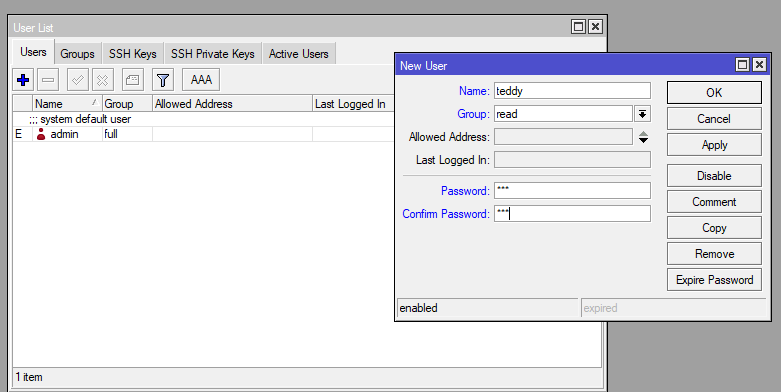 User List
Users Groups SSH Keys SSH Private Keys Active Users
AAA
Name / Group Allowed Address Last Logged In
;;; system default user
E admin full
1 item
New User
Name: teddy
Group: read
Allowed Address:
Last Logged In:
Password: ***
Confirm Password: ***
OK
Cancel
Apply
Disable
Comment
Copy
Remove
Expire Password
enabled
expired